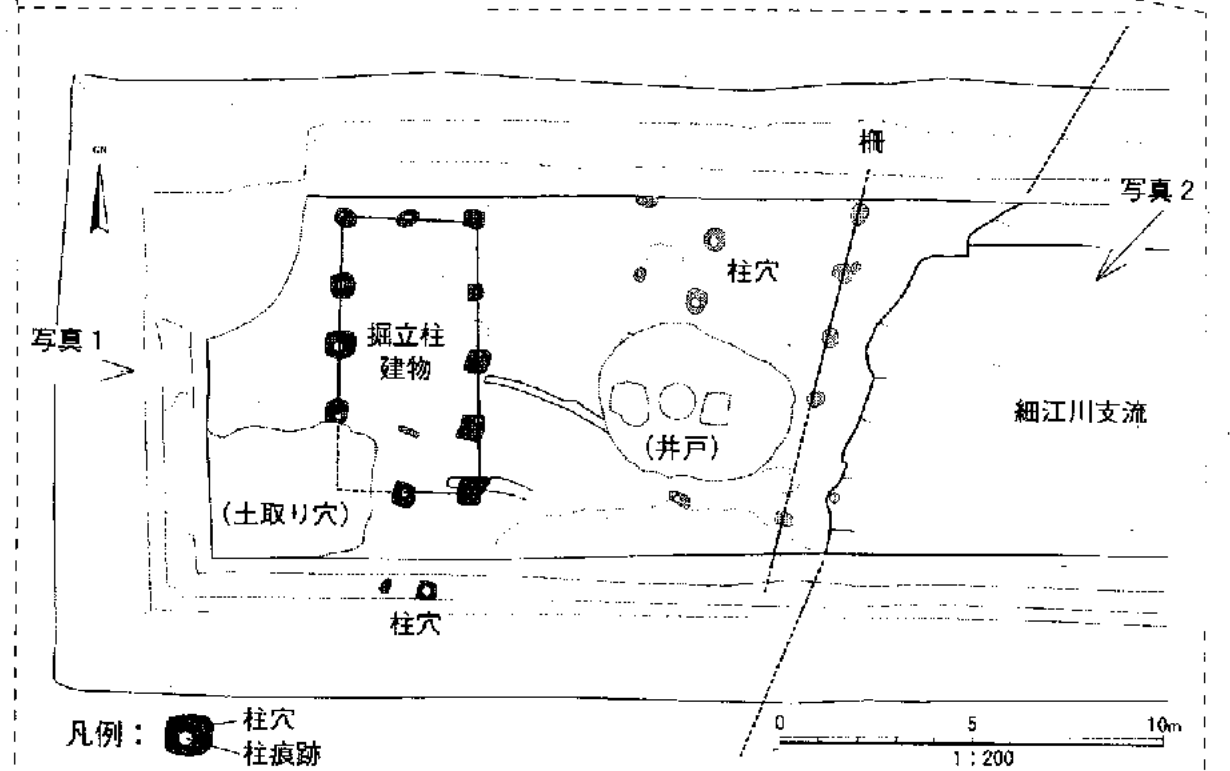 GN
柵
写真2
柱穴
写真1
掘立柱
建物
細江川支流
(井戸)
(土取り穴)
柱穴
凡例:
柱穴
柱痕跡
0 5 10m
1:200